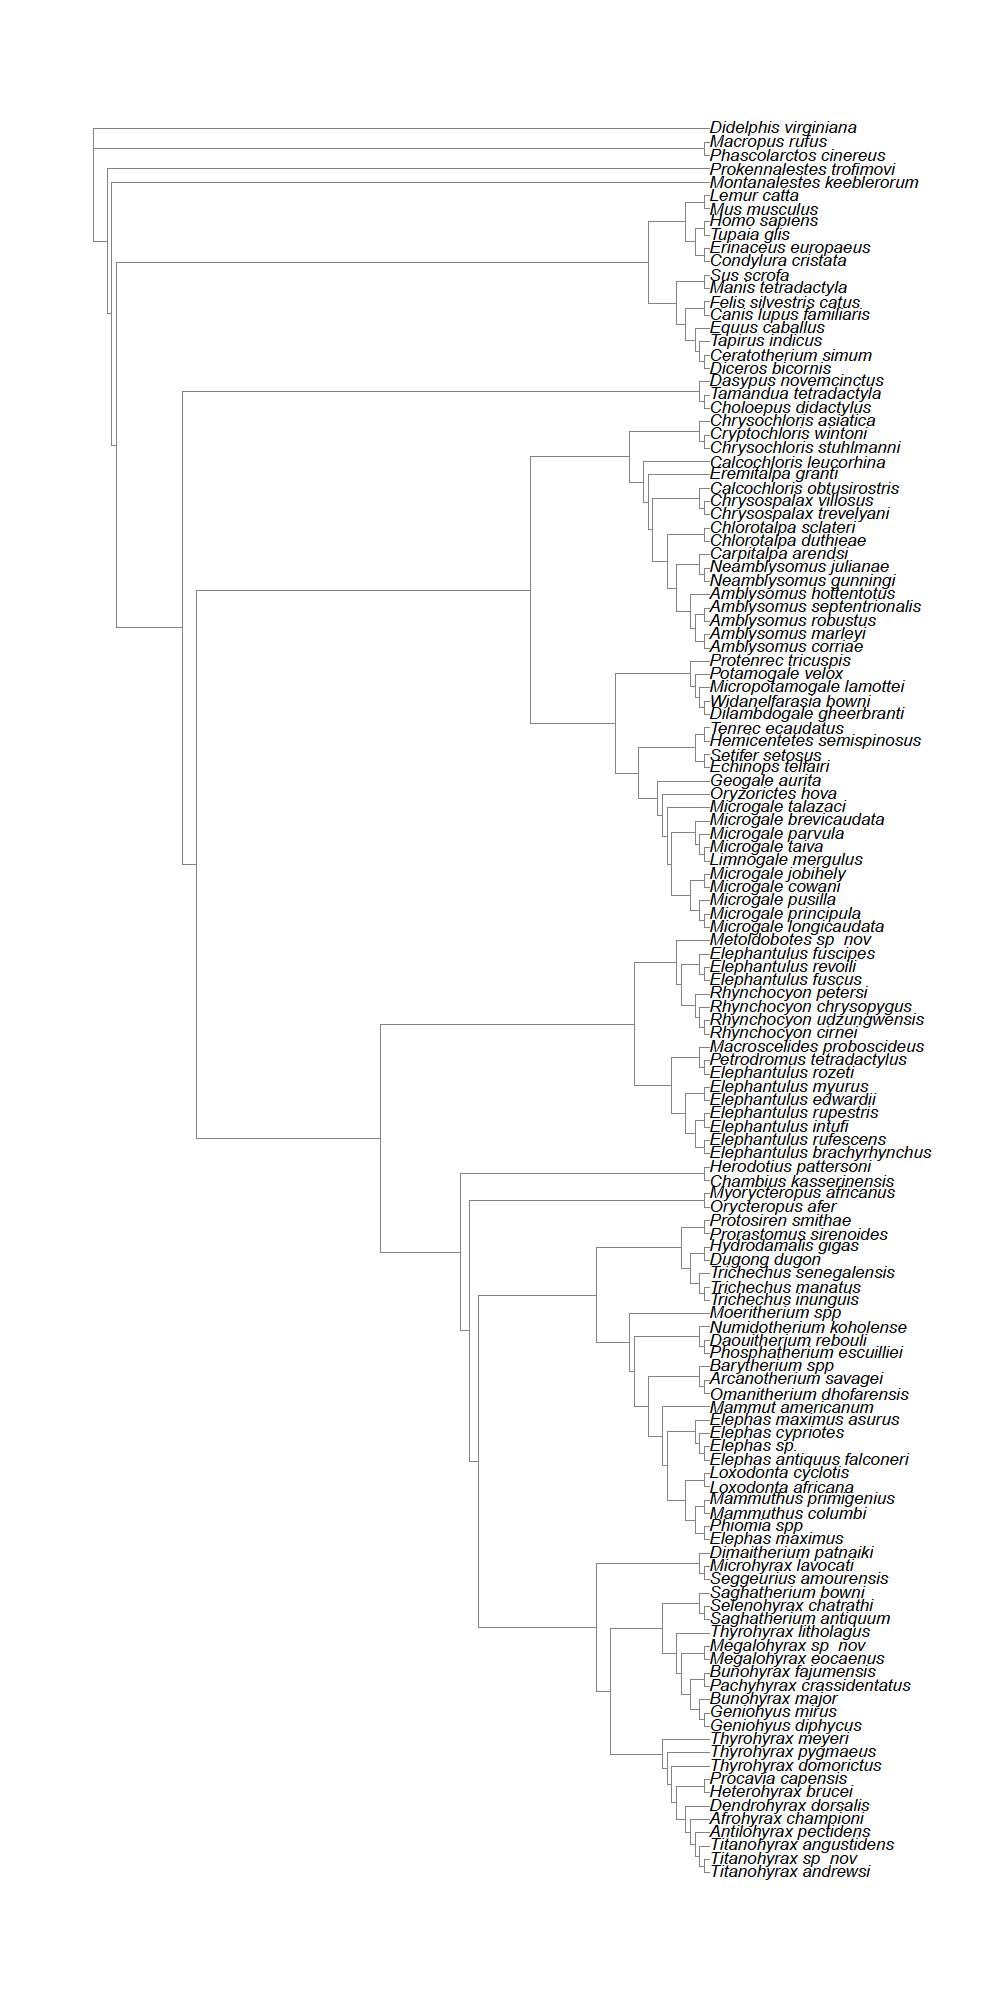 Didelphis virginiana
Macropus rufus
Phascolarctos cinereus
Prokennalestes trofimovi
Montanalestes keeblerorum
Lemur catta
Mus musculus
Homo sapiens
Tupaia glis
Erinaceus europaeus
Condylura cristata
Sus scrofa
Manis tetradactyla
Felis silvestris catus
Canis lupus familiaris
Equus caballus
Tapirus indicus
Ceratotherium simum
Diceros bicornis
Dasypus novemcinctus
Tamandua tetradactyla
Choloepus didactylus
Chrysochloris asiatica
Cryptochloris wintoni
Chrysochloris stuhlmanni
Calcochloris leucorhina
Eremitalpa granti
Calcochloris obtusirostris
Chrysospalax villosus
Chrysospalax trevelyani
Chlorotalpa sclateri
Chlorotalpa duthieae
Carpitalpa arendsi
Neamblysomus julianae
Neamblysomus gunningi
Amblysomus hottentotus
Amblysomus septentrionalis
Amblysomus robustus
Amblysomus marleyi
Amblysomus corriae
Protenrec tricuspis
Potamogale velox
Micropotamogale lamottei
Widanelfarasia bowni
Dilambdogale gheerbranti
Tenrec ecaudatus
Hemicentetes semispinosus
Setifer setosus
Echinops telfairi
Geogale aurita
Oryzorictes hova
Microgale talazaci
Microgale brevicaudata
Microgale parvula
Microgale taiva
Limnogale mergulus
Microgale jobihely
Microgale cowani
Microgale pusilla
Microgale principula
Microgale longicaudata
Metoldobotes sp  nov
Elephantulus fuscipes
Elephantulus revoili
Elephantulus fuscus
Rhynchocyon petersi
Rhynchocyon chrysopygus
Rhynchocyon udzungwensis
Rhynchocyon cirnei
Macroscelides proboscideus
Petrodromus tetradactylus
Elephantulus rozeti
Elephantulus myurus
Elephantulus edwardii
Elephantulus rupestris
Elephantulus intufi
Elephantulus rufescens
Elephantulus brachyrhynchus
Herodotius pattersoni
Chambius kasserinensis
Myorycteropus africanus
Orycteropus afer
Protosiren smithae
Prorastomus sirenoides
Hydrodamalis gigas
Dugong dugon
Trichechus senegalensis
Trichechus manatus
Trichechus inunguis
Moeritherium spp
Numidotherium koholense
Daouitherium rebouli
Phosphatherium escuilliei
Barytherium spp
Arcanotherium savagei
Omanitherium dhofarensis
Mammut americanum
Elephas maximus asurus
Elephas cypriotes
Elephas sp.
Elephas antiquus falconeri
Loxodonta cyclotis
Loxodonta africana
Mammuthus primigenius
Mammuthus columbi
Phiomia spp
Elephas maximus
Dimaitherium patnaiki
Microhyrax lavocati
Seggeurius amourensis
Saghatherium bowni
Selenohyrax chatrathi
Saghatherium antiquum
Thyrohyrax litholagus
Megalohyrax sp  nov
Megalohyrax eocaenus
Bunohyrax fajumensis
Pachyhyrax crassidentatus
Bunohyrax major
Geniohyus mirus
Geniohyus diphycus
Thyrohyrax meyeri
Thyrohyrax pygmaeus
Thyrohyrax domorictus
Procavia capensis
Heterohyrax brucei
Dendrohyrax dorsalis
Afrohyrax championi
Antilohyrax pectidens
Titanohyrax angustidens
Titanohyrax sp  nov
Titanohyrax andrewsi